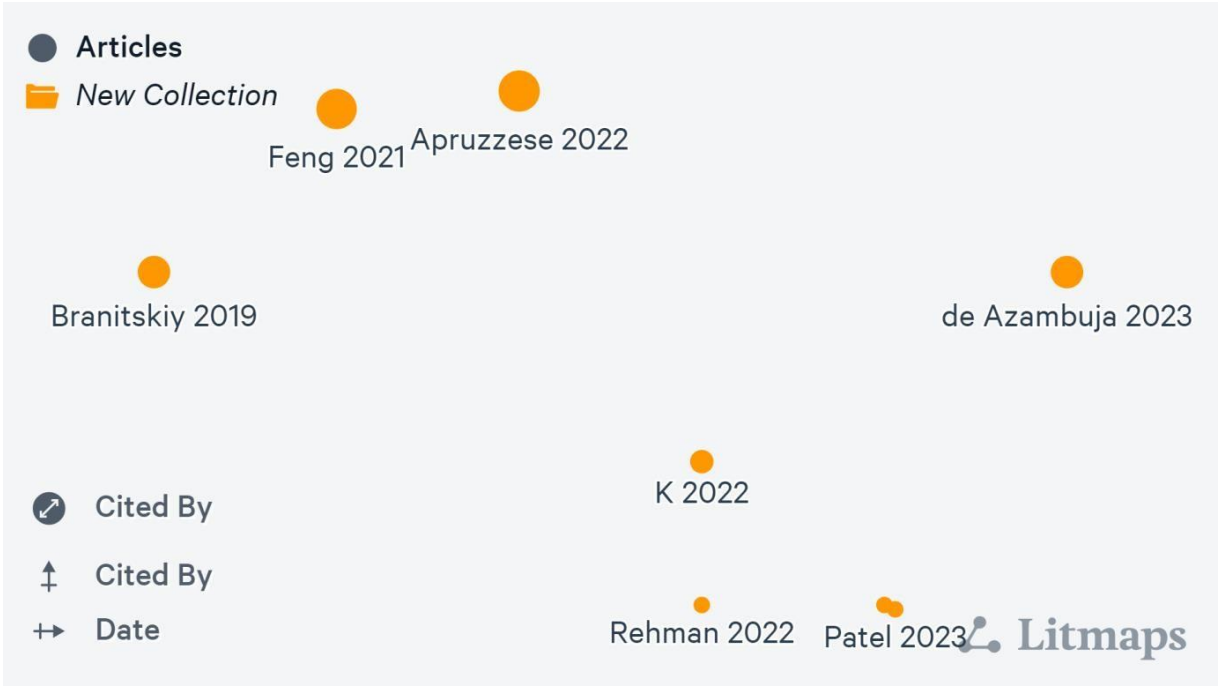 Articles
New Collection
Feng 2021
Apruzzese 2022
Branitskiy 2019
de Azambuja 2023
K 2022
Cited By
Cited By
Date
Rehman 2022
Patel 2023
Litmaps